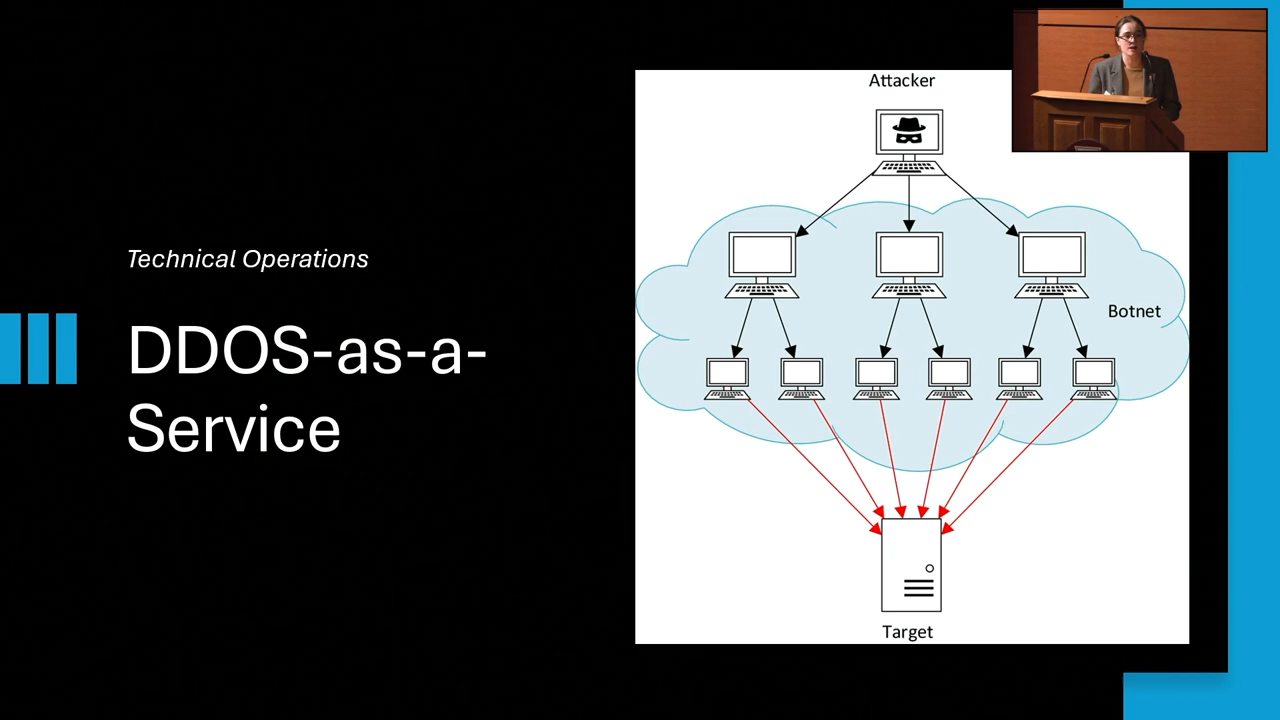 Technical Operations
DDOS-as-a-
Service
Attacker
Botnet
Target